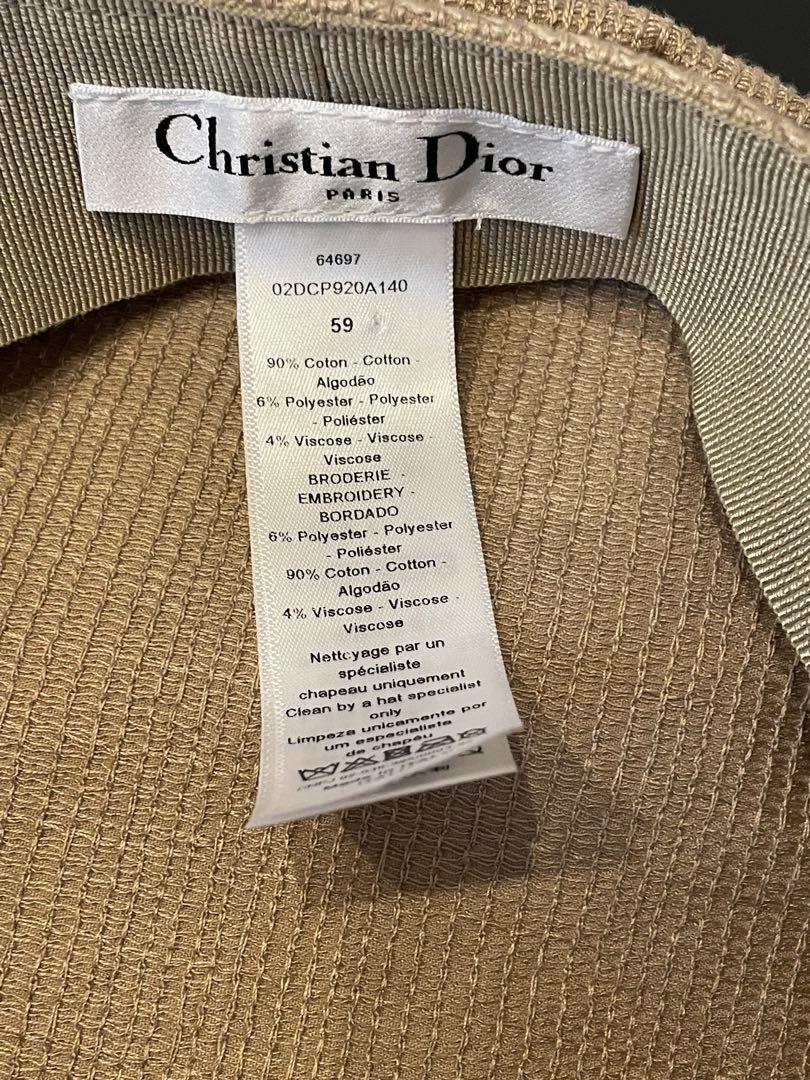 Christian Dior
PARIS
64697
02DCP920A140
59
90% Coton - Cotton -
Algodão
6% Polyester - Polyester
- Poliéster
4% Viscose - Viscose -
Viscose
BRODERIE -
EMBROIDERY -
BORDADO
6% Polyester - Polyester
- Poliéster
90% Coton - Cotton -
Algodão
4% Viscose - Viscose -
Viscose
Nettoyage par un
spécialiste
chapeau uniquement
Clean by a hat specialist
only
Limpeza unicamente por
um especialista
de chapéu
Made in